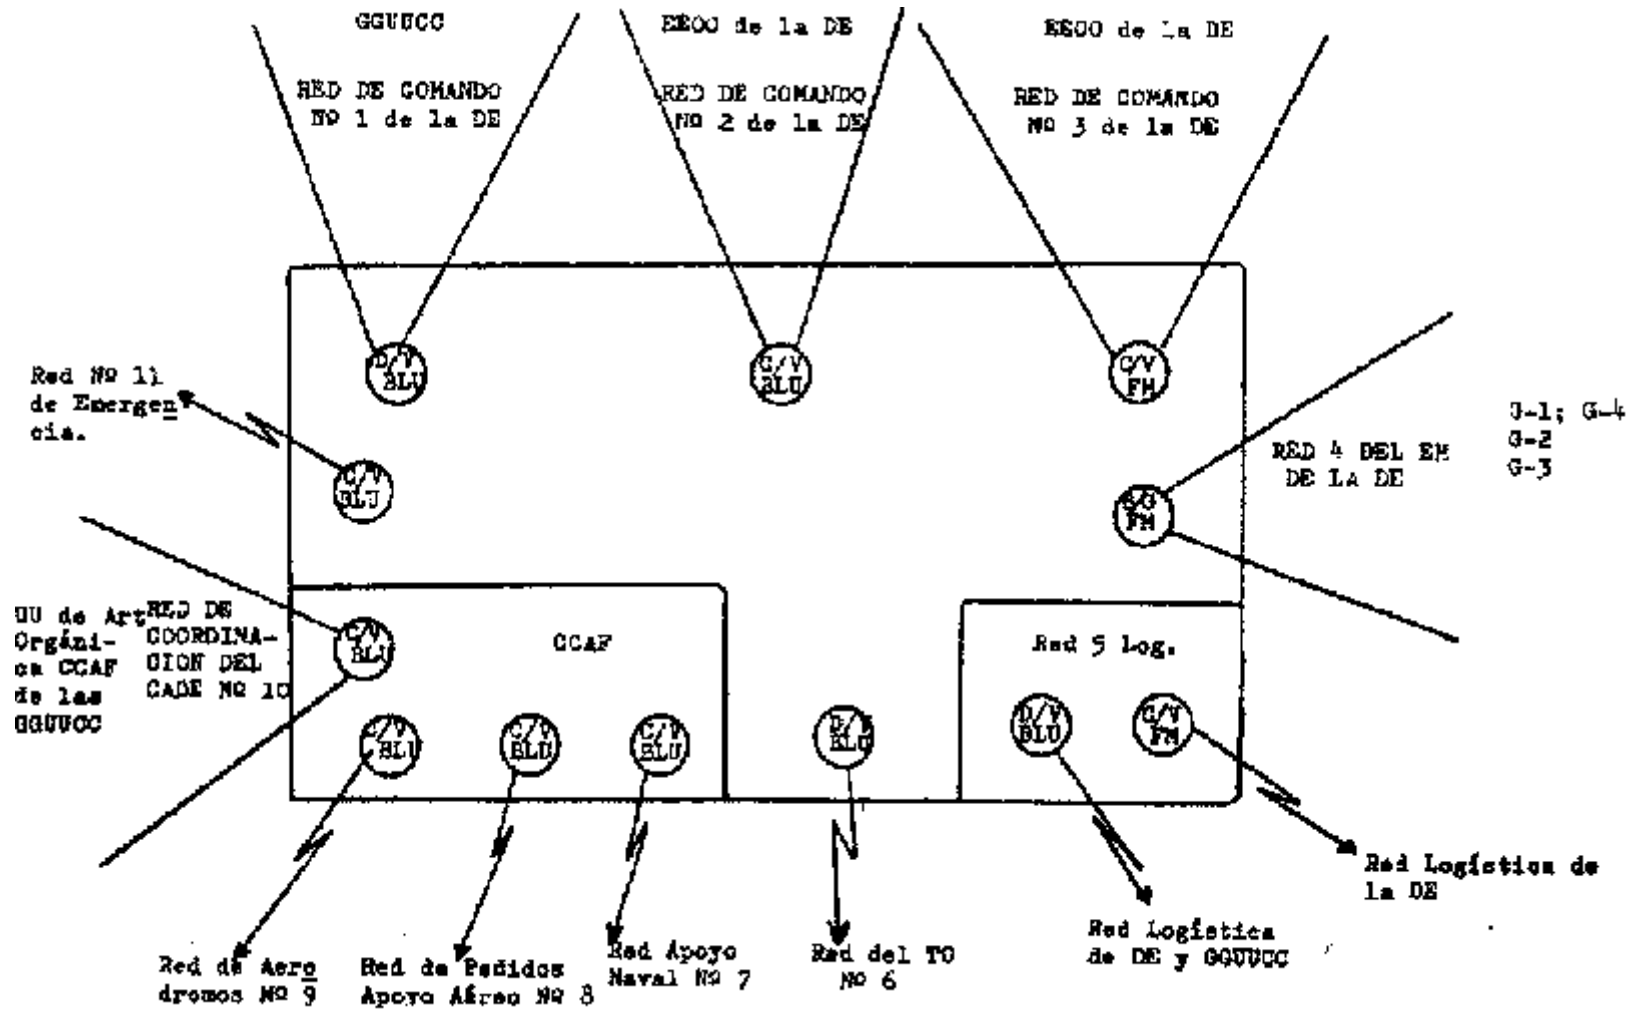 GGUUCC
EEOO de la DE
EEOO de la DE
RED DE COMANDO
Nº 1 de la DE
RED DE COMANDO
Nº 2 de la DE
RED DE COMANDO
Nº 3 de la DE
D/V
BLU
C/V
BLU
C/V
FM
Red Nº 11
de Emergen
cia.
C/V
BLU
RED 4 DEL EM
DE LA DE
G-1; G-4
G-2
G-3
FM
UU de Art
Orgáni-
ca CCAF
de las
GGUUCC
RED DE
COORDINA-
CION DEL
CADE Nº 10
C/V
BLU
CCAF
Red 5 Log.
C/V
BLU
C/V
BLU
C/V
BLU
BLU
D/V
BLU
C/V
FM
Red Logística de
la DE
Red de Aero
dromos Nº 9
Red de Pedidos
Apoyo Aéreo Nº 8
Red Apoyo
Naval Nº 7
Red del TO
Nº 6
Red Logística
de DE y GGUUCC